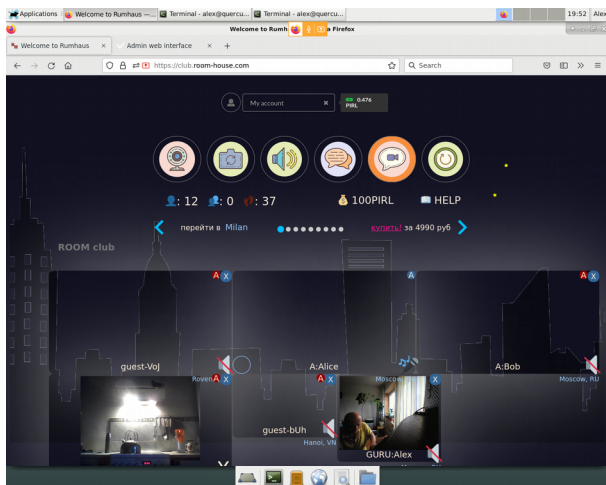 Applications
Welcome to Rumhaus —...
Terminal - alex@quercu...
Terminal - alex@quercu...
19:52
Alex
Welcome to Rumh
a Firefox
Welcome to Rumhaus
Admin web interface
https://club.room-house.com
Search
My account
0.476
PIRL
: 12
: 0
: 37
100PIRL
HELP
перейти в Milan
купить! за 4990 руб
ROOM club
A X
A
A X
guest-VoJ
A:Alice
A:Bob
A X
Moscow
X
Moscow, RU
guest-bUh
Hanoi, VN
GURU:Alex